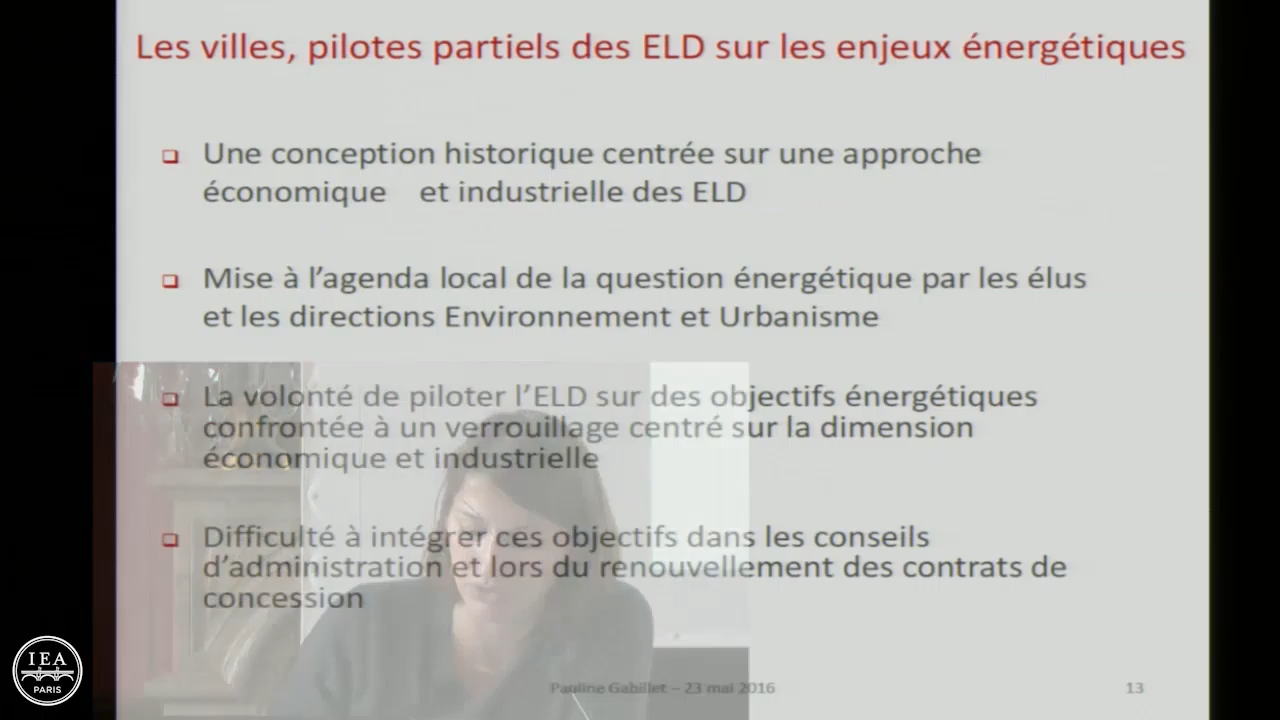 Les villes, pilotes partiels des ELD sur les enjeux énergétiques
Une conception historique centrée sur une approche
économique et industrielle des ELD
Mise à l’agenda local de la question énergétique par les élus
et les directions Environnement et Urbanisme
La volonté de piloter l’ELD sur des objectifs énergétiques
confrontée à un verrouillage centré sur la dimension
économique et industrielle
Difficulté à intégrer ces objectifs dans les conseils
d’administration et lors du renouvellement des contrats de
concession
Pauline Gabillet – 23 mai 2016
13
IEA
PARIS